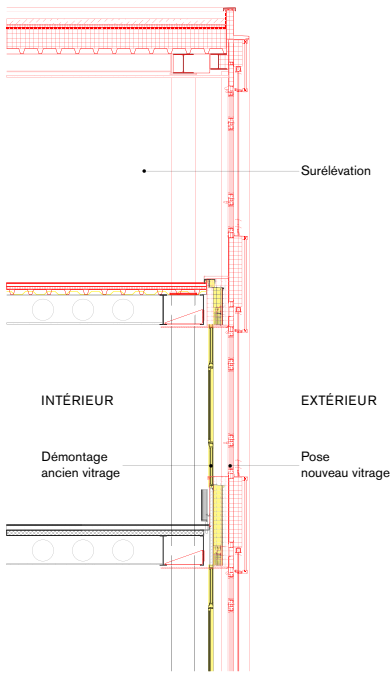 Surélévation
INTÉRIEUR
EXTÉRIEUR
Démontage
ancien vitrage
Pose
nouveau vitrage